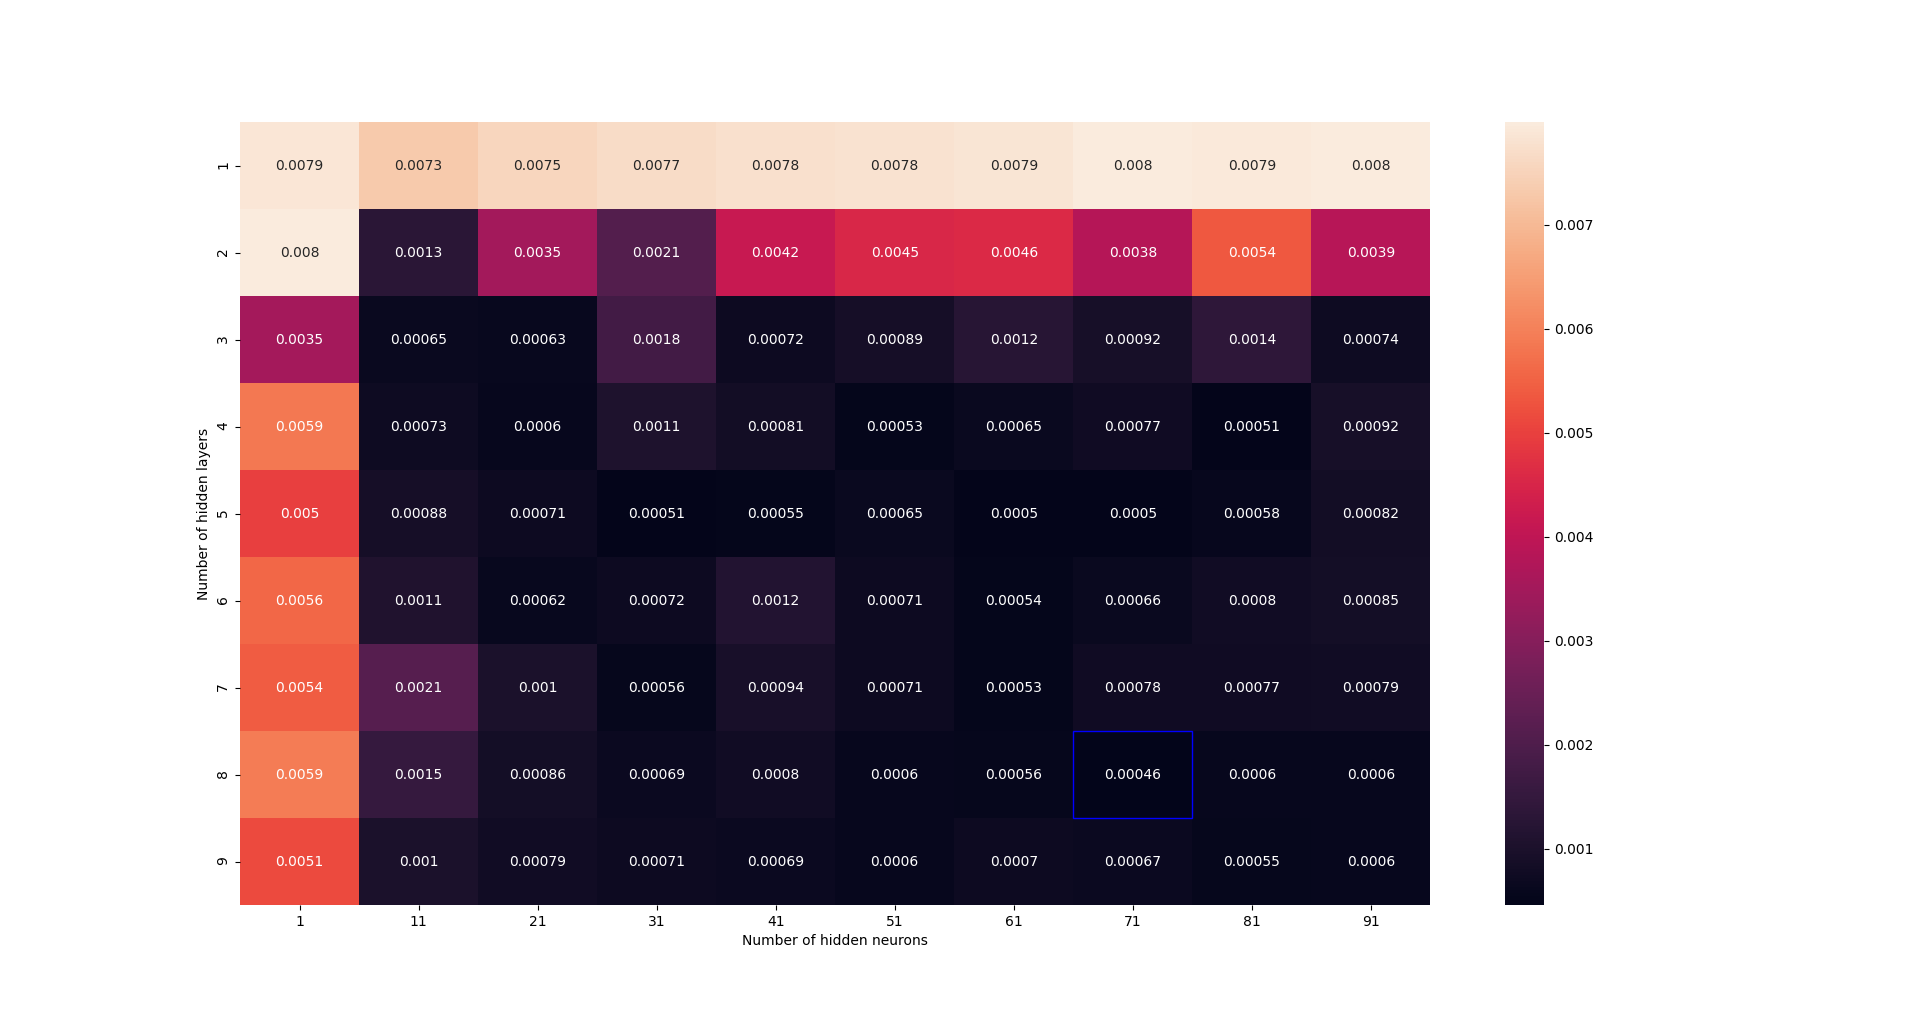 1 0.0079 0.0073 0.0075 0.0077 0.0078 0.0078 0.0079 0.008 0.0079 0.008
2 0.008 0.0013 0.0035 0.0021 0.0042 0.0045 0.0046 0.0038 0.0054 0.0039
3 0.0035 0.00065 0.00063 0.0018 0.00072 0.00089 0.0012 0.00092 0.0014 0.00074
4 0.0059 0.00073 0.0006 0.0011 0.00081 0.00053 0.00065 0.00077 0.00051 0.00092
5 0.005 0.00088 0.00071 0.00051 0.00055 0.00065 0.0005 0.0005 0.00058 0.00082
6 0.0056 0.0011 0.00062 0.00072 0.0012 0.00071 0.00054 0.00066 0.0008 0.00085
7 0.0054 0.0021 0.001 0.00056 0.00094 0.00071 0.00053 0.00078 0.00077 0.00079
8 0.0059 0.0015 0.00086 0.00069 0.0008 0.0006 0.00056 0.00046 0.0006 0.0006
9 0.0051 0.001 0.00079 0.00071 0.00069 0.0006 0.0007 0.00067 0.00055 0.0006
1 11 21 31 41 51 61 71 81 91
Number of hidden neurons
Number of hidden layers
0.007
0.006
0.005
0.004
0.003
0.002
0.001